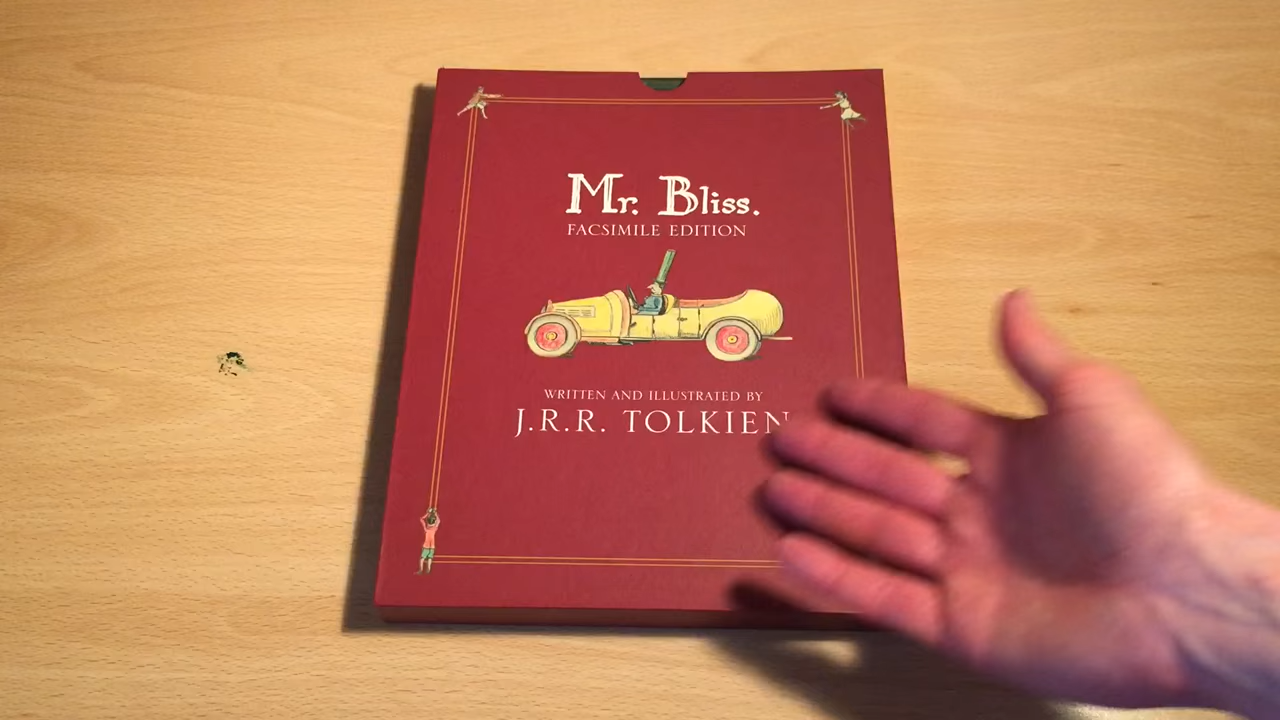 Mr. Bliss.
FACSIMILE EDITION
WRITTEN AND ILLUSTRATED BY
J.R.R. TOLKIEN